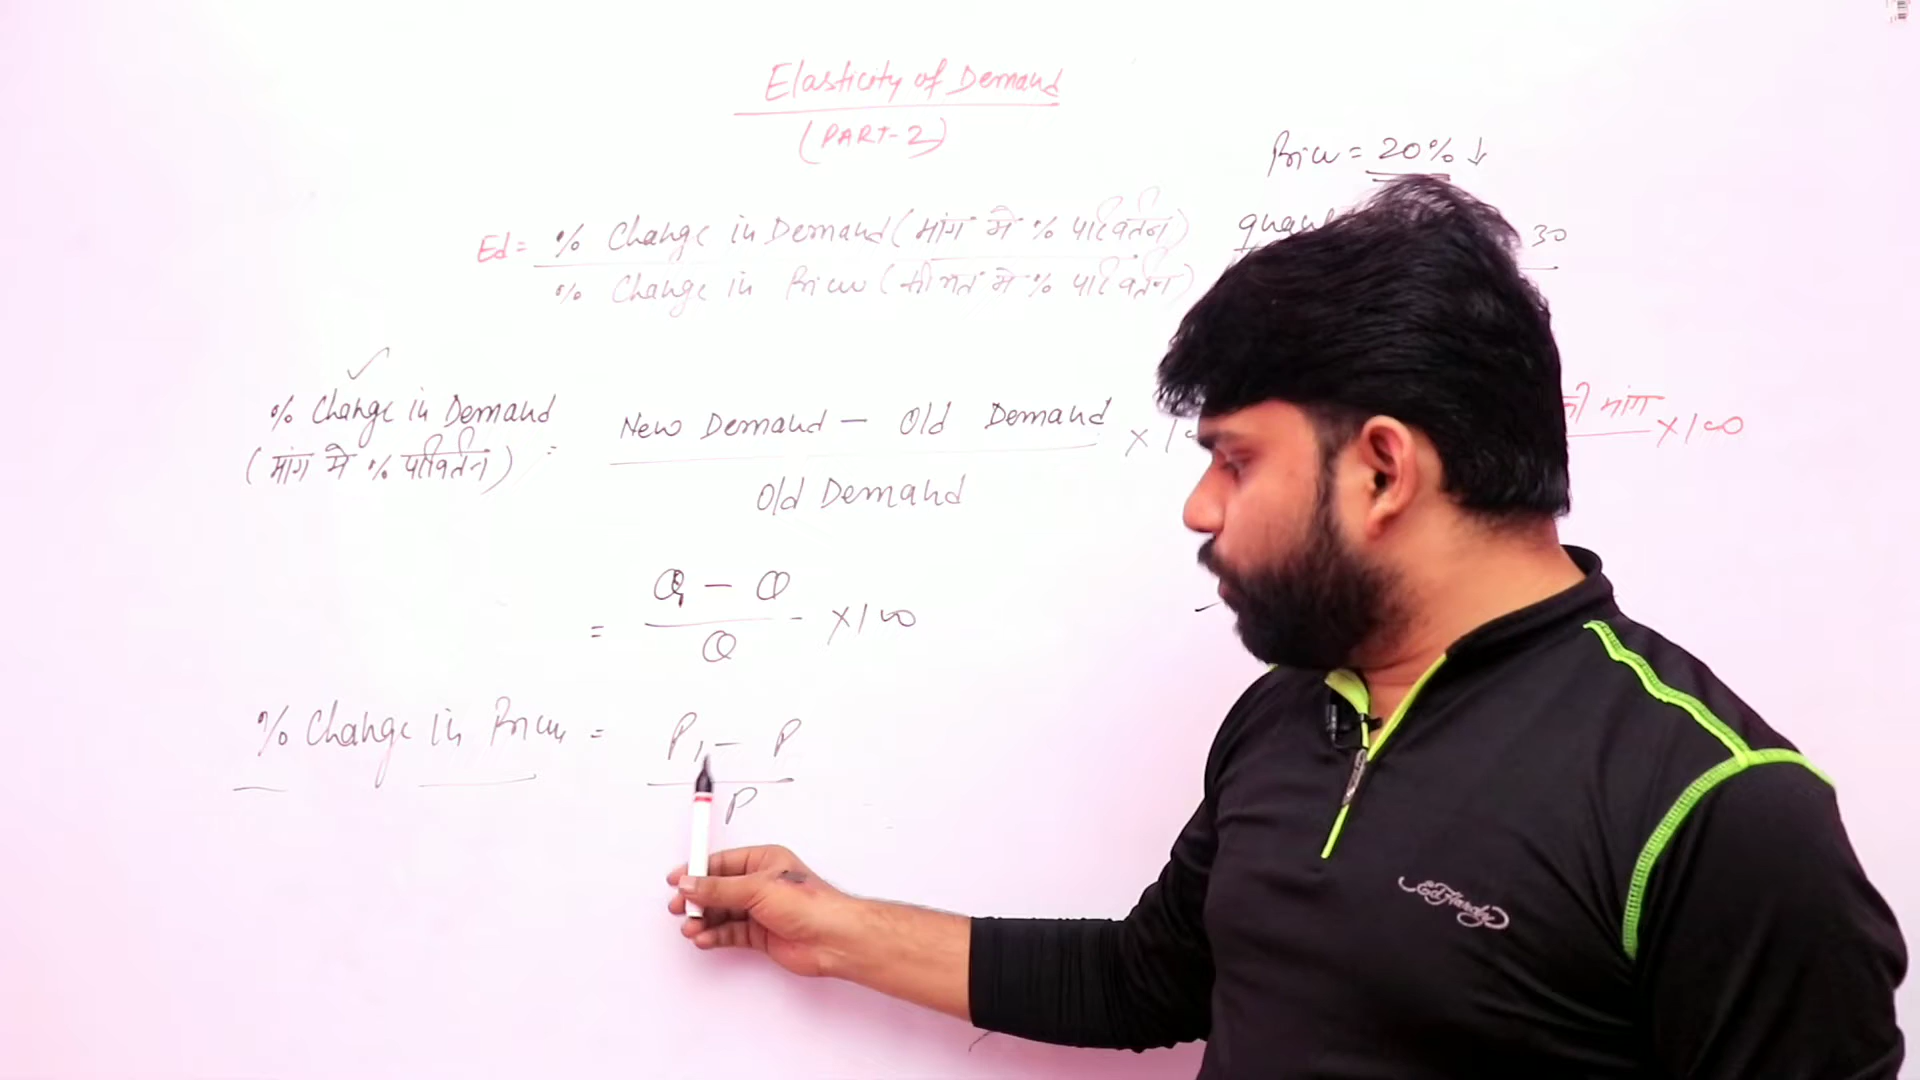 Elasticity of Demand
(PART-2)
Price = 20% ↓
Ed = % Change in Demand (मांग में % परिवर्तन)
% Change in Price (कीमत में % परिवर्तन)
30
% Change in Demand
(मांग में % परिवर्तन) =
New Demand — Old Demand
Old Demand
मांग × 100
= Q₁ — Q
Q
× 100
% Change in Price = P₁ — P
P
Ed Hardy